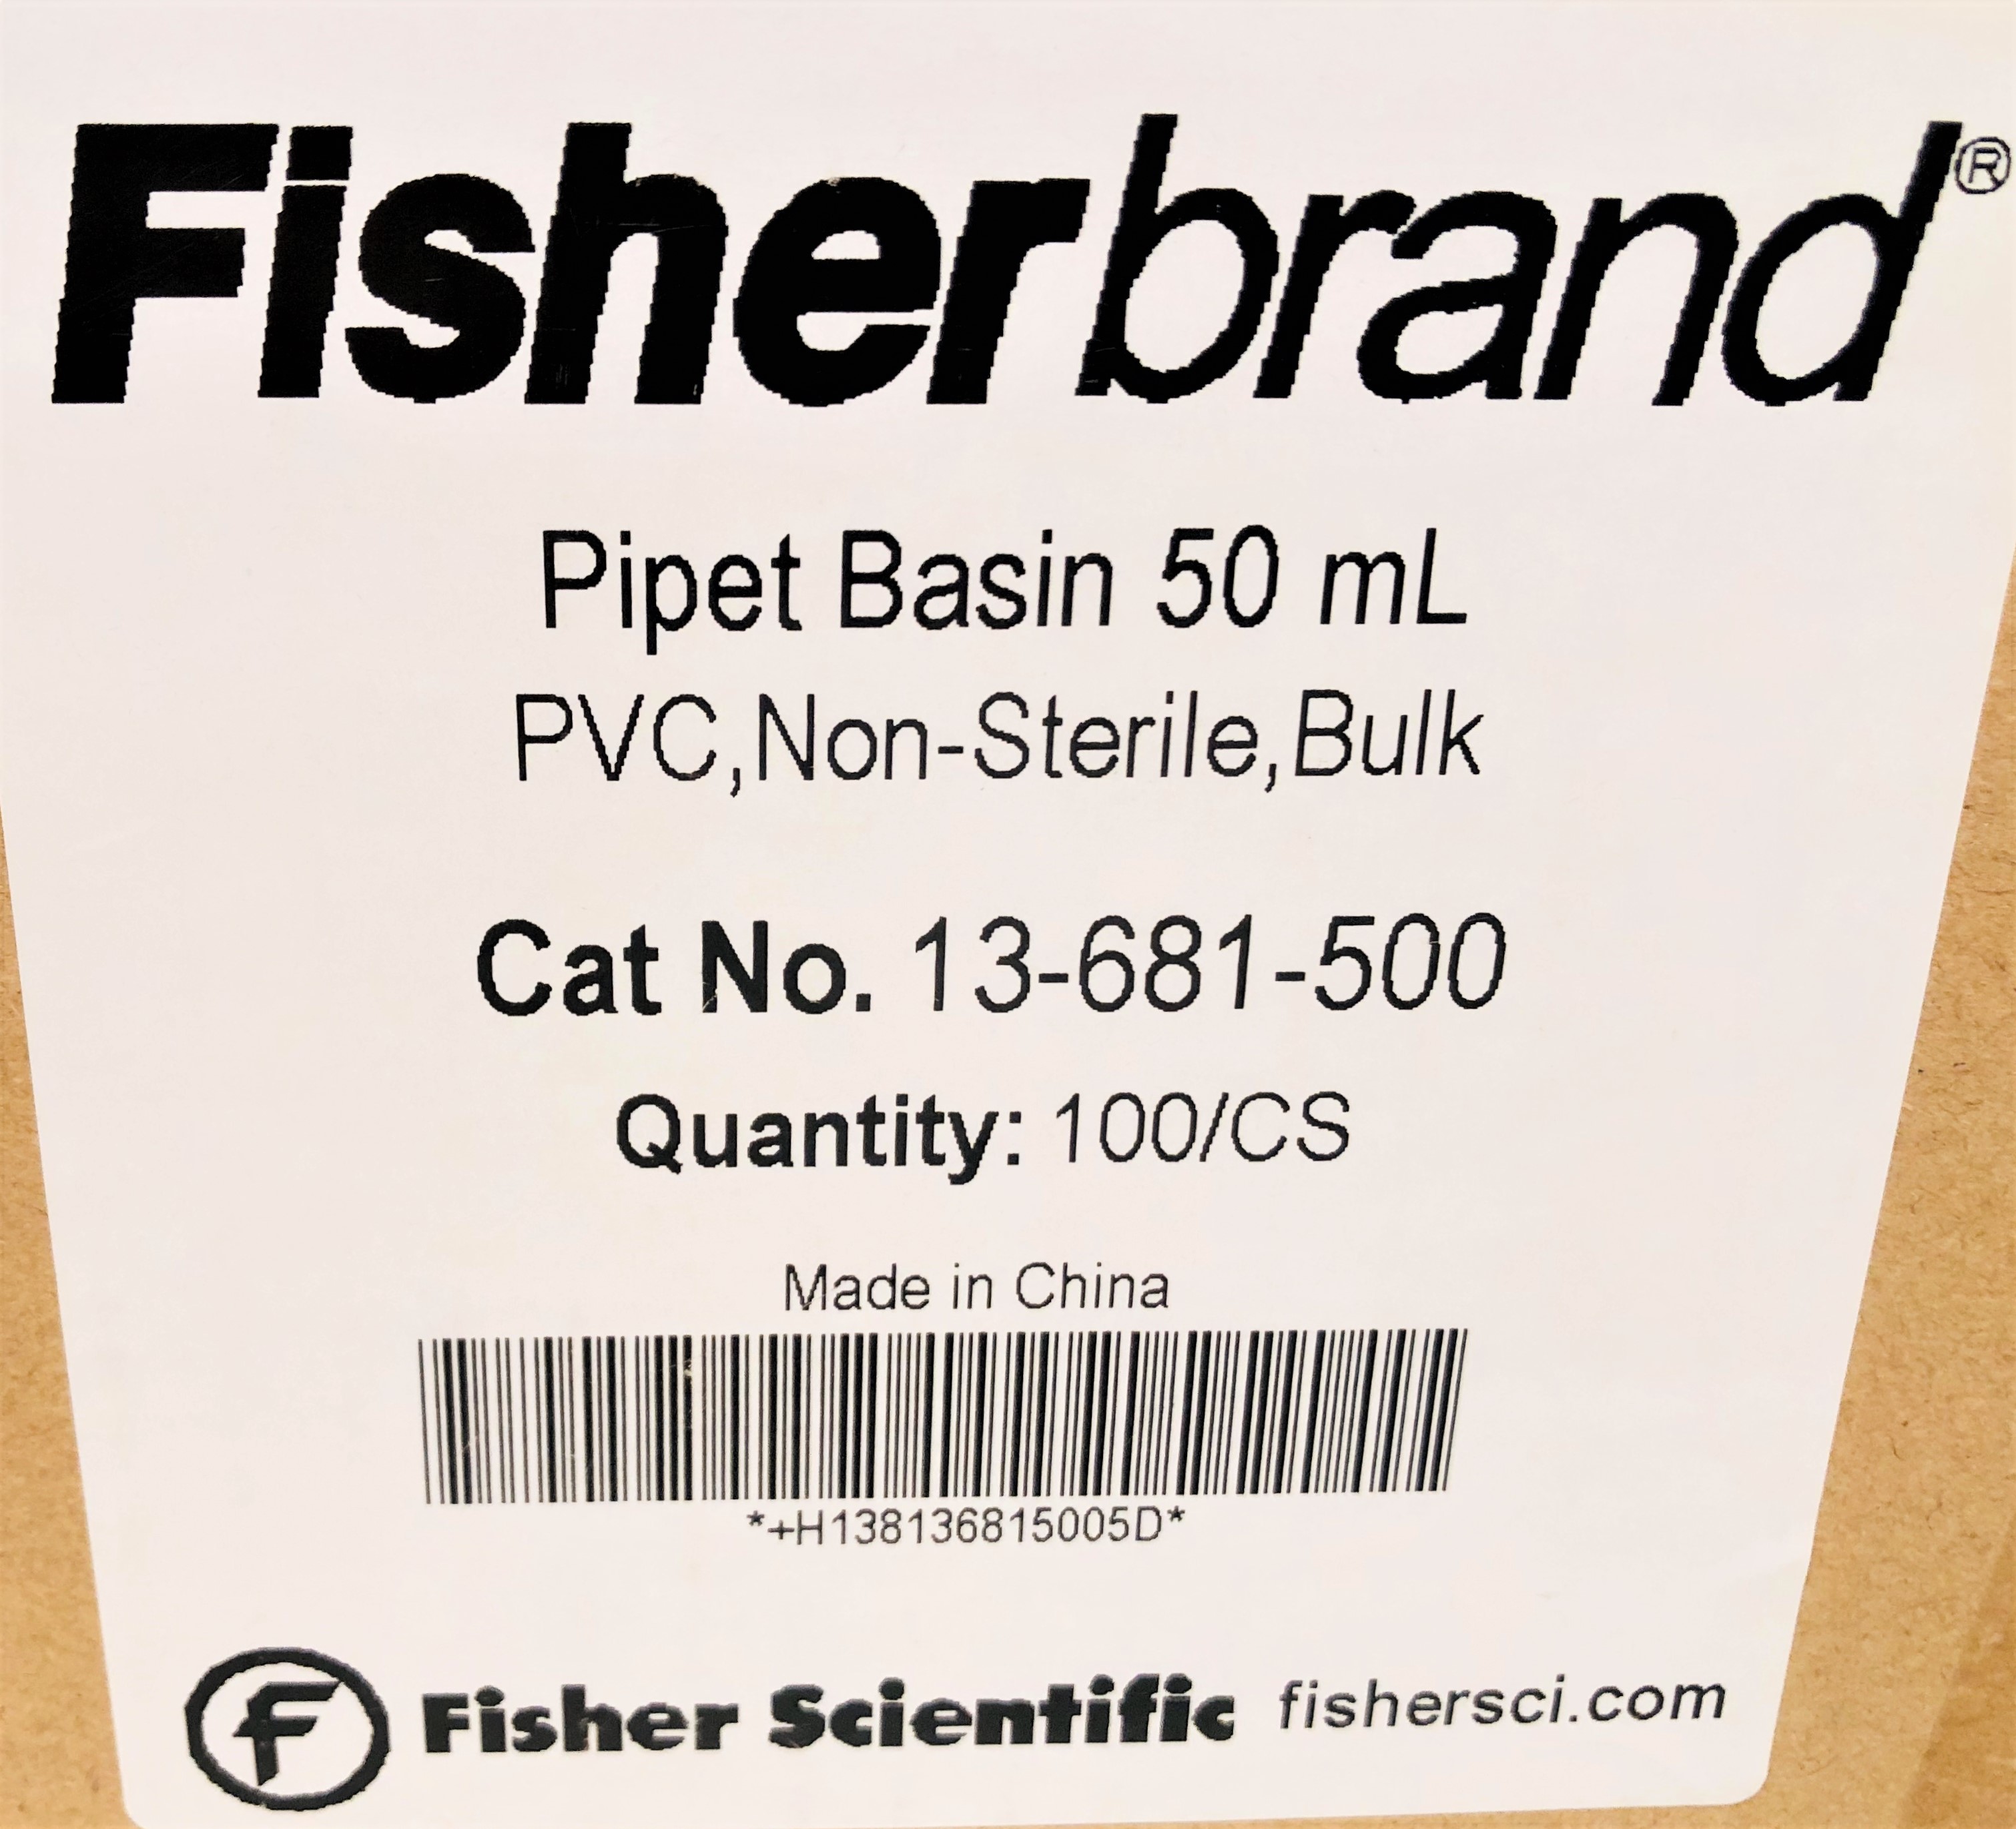 Fisherbrand®
Pipet Basin 50 mL
PVC,Non-Sterile,Bulk
Cat No. 13-681-500
Quantity: 100/CS
Made in China
*+H138136815005D*
F Fisher Scientific fishersci.com